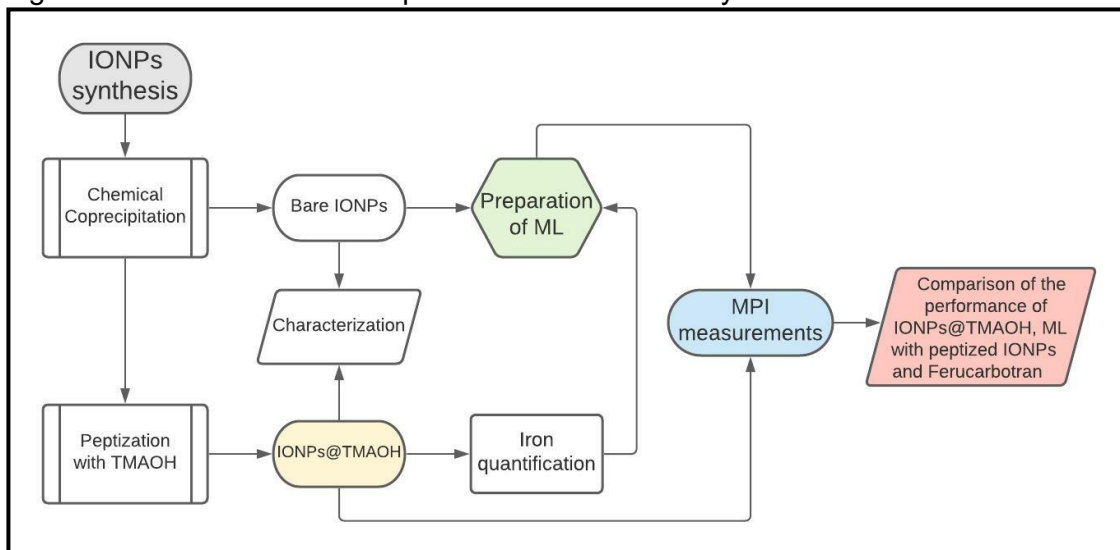 IONPs
synthesis
Chemical
Coprecipitation
Bare IONPs
Preparation
of ML
Characterization
MPI
measurements
Comparison of the
performance of
IONPs@TMAOH, ML
with peptized IONPs
and Ferucarbotran
Peptization
with TMAOH
IONPs@TMAOH
Iron
quantification